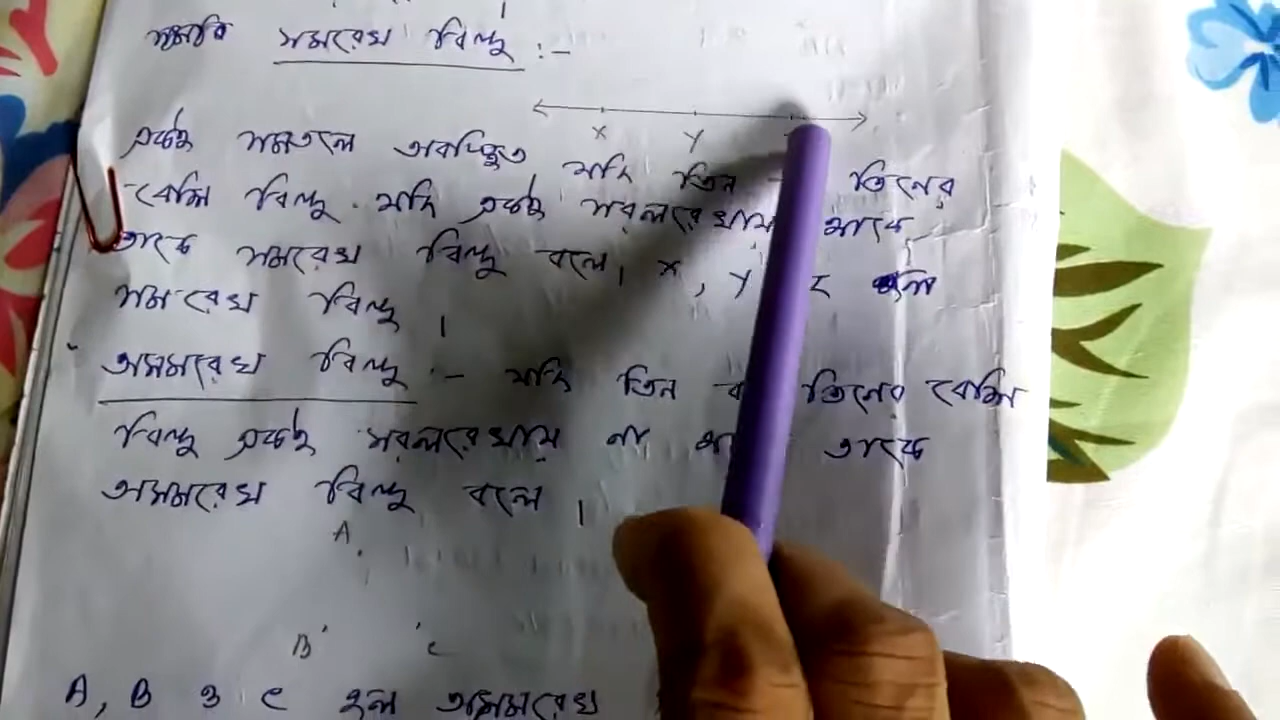 সমরেখ বিন্দু :-
X Y
একই সমতলে অবস্থিত যদি তিন তিনের
বেশি বিন্দু যদি একই সরলরেখায় থাকে
তাকে সমরেখ বিন্দু বলে। X, Y Z হল
সমরেখ বিন্দু।
অসমরেখ বিন্দু :- যদি তিন বা তিনের বেশি
বিন্দু একই সরলরেখায় না তাকে
অসমরেখ বিন্দু বলে।
A
B C
A, B ও C হল অসমরেখ